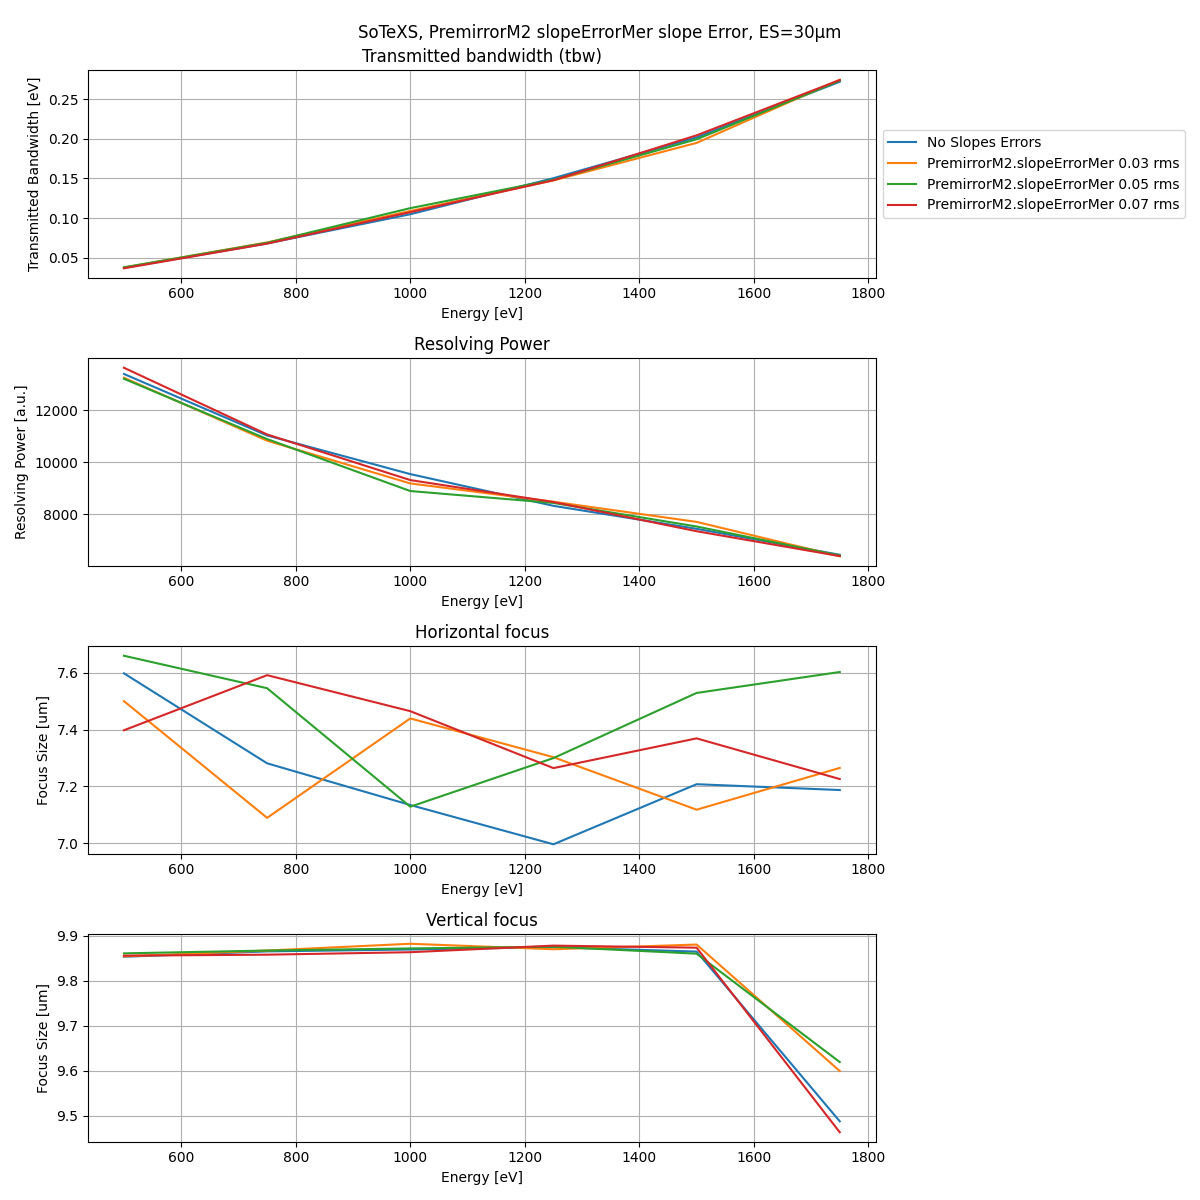 SoTeXS, PremirrorM2 slopeErrorMer slope Error, ES=30μm
Transmitted bandwidth (tbw)
Transmitted Bandwidth [eV]
0.25
0.20
0.15
0.10
0.05
600 800 1000 1200 1400 1600 1800
Energy [eV]
No Slopes Errors
PremirrorM2.slopeErrorMer 0.03 rms
PremirrorM2.slopeErrorMer 0.05 rms
PremirrorM2.slopeErrorMer 0.07 rms
Resolving Power
Resolving Power [a.u.]
12000
10000
8000
600 800 1000 1200 1400 1600 1800
Energy [eV]
Horizontal focus
Focus Size [um]
7.6
7.4
7.2
7.0
600 800 1000 1200 1400 1600 1800
Energy [eV]
Vertical focus
Focus Size [um]
9.9
9.8
9.7
9.6
9.5
600 800 1000 1200 1400 1600 1800
Energy [eV]